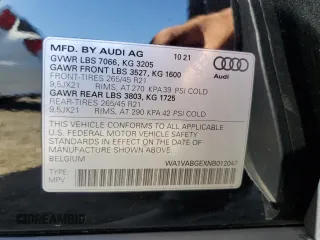 MFD. BY AUDI AG 10 21
GVWR LBS 7066, KG 3205
GAWR FRONT LBS 3527, KG 1600
FRONT-TIRES 265/45 R21
9,5JX21 RIMS, AT 270 KPA 39 PSI COLD
GAWR REAR LBS 3803, KG 1725
REAR-TIRES 265/45 R21
9,5JX21 RIMS, AT 290 KPA 42 PSI COLD
Audi
THIS VEHICLE CONFORMS TO ALL APPLICABLE
U.S. FEDERAL MOTOR VEHICLE SAFETY
STANDARDS IN EFFECT ON THE DATE OF
MANUFACTURE SHOWN ABOVE
BELGIUM WA1VABGEXNB012047
TYPE:
MPV